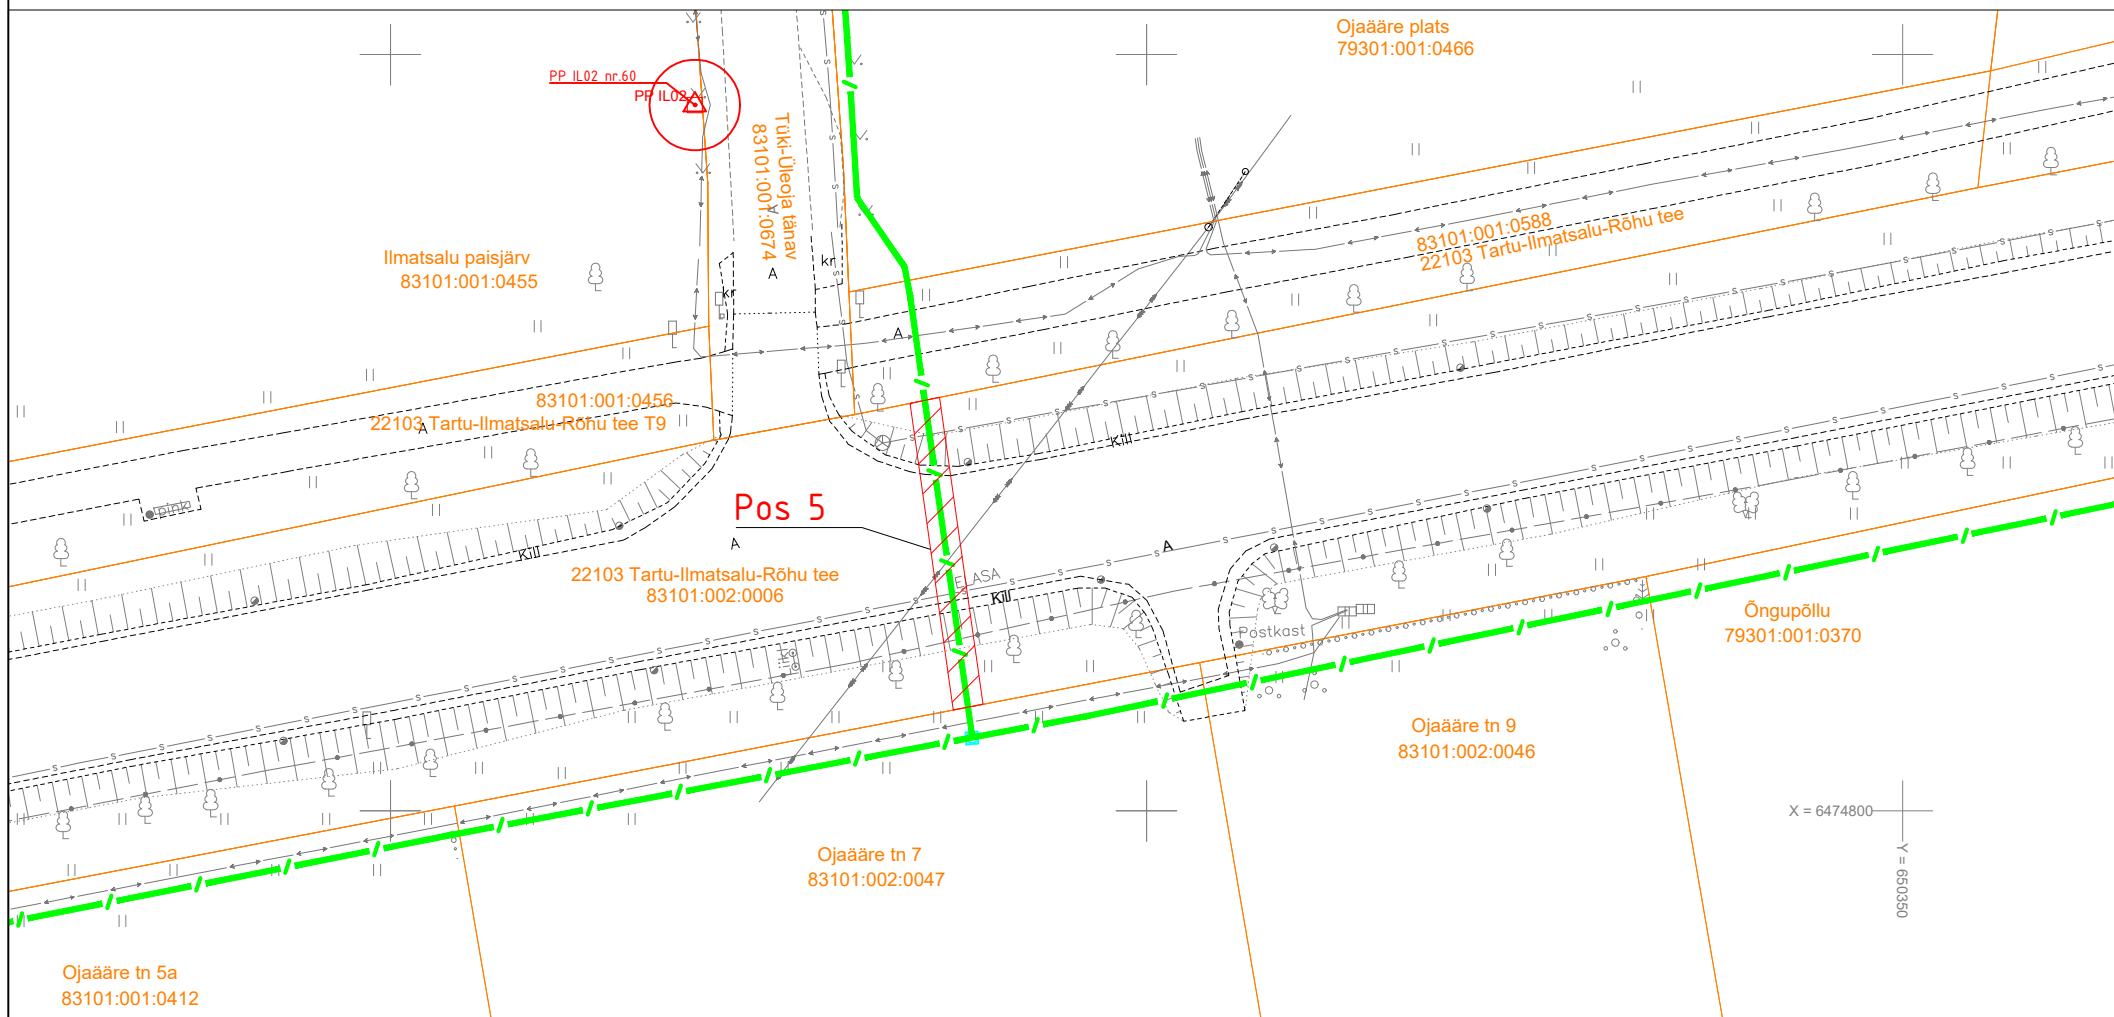 Ojaääre plats
79301:001:0466
PP IL02 nr.60
PP IL02
Tüki-Üleoja tänav
83101:001:0674
A
A
Ilmatsalu paisjärv
83101:001:0455
kr
kr
83101:001:0588
22103 Tartu-Ilmatsalu-Rõhu tee
A
83101:001:0456
22103 Tartu-Ilmatsalu-Rõhu tee T9
A
Kill
pink
Pos 5
A
Kill
A
22103 Tartu-Ilmatsalu-Rõhu tee
83101:002:0006
E_ASA
Kill
Postkast
Õngupõllu
79301:001:0370
Ojaääre tn 9
83101:002:0046
X = 6474800
Y = 650350
Ojaääre tn 7
83101:002:0047
Ojaääre tn 5a
83101:001:0412